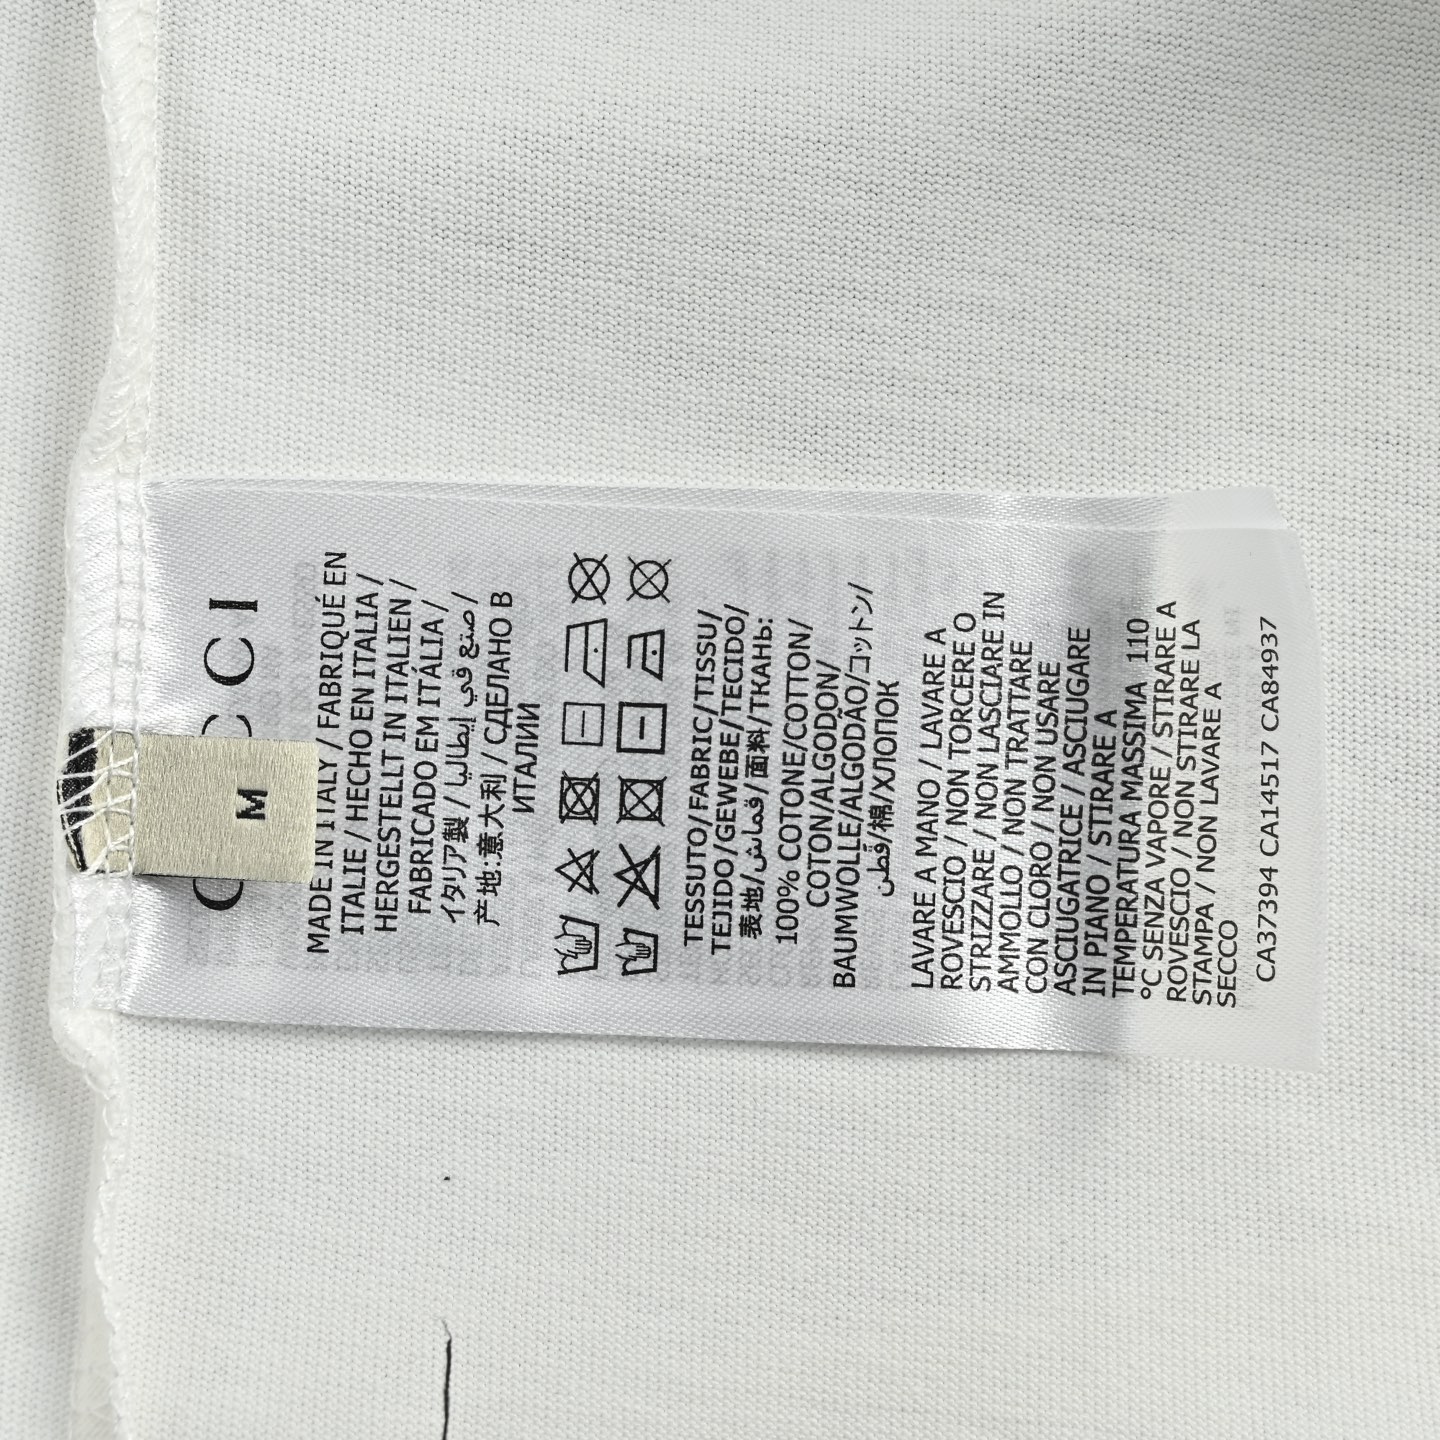 CCI
M
MADE IN ITALY / FABRIQUÉ EN
ITALIE / HECHO EN ITALIA /
HERGESTELLT IN ITALIEN /
FABRICADO EM ITÁLIA /
イタリア製 / صنع في إيطاليا /
产地:意大利 / СДЕЛАНО В
ИТАЛИИ
TESSUTO/FABRIC/TISSU/
TEJIDO/GEWEBE/TECIDO/
表地/قماش/面料/ТКАНЬ:
100% COTONE/COTTON/
COTON/ALGODON/
BAUMWOLLE/ALGODÃO/コットン/
قطن/棉/ХЛОПОК
LAVARE A MANO / LAVARE A
ROVESCIO / NON TORCERE O
STRIZZARE / NON LASCIARE IN
AMMOLLO / NON TRATTARE
CON CLORO / NON USARE
ASCIUGATRICE / ASCIUGARE
IN PIANO / STIRARE A
TEMPERATURA MASSIMA 110
°C SENZA VAPORE / STIRARE A
ROVESCIO / NON STIRARE LA
STAMPA / NON LAVARE A
SECCO
CA37394 CA14517 CA84937